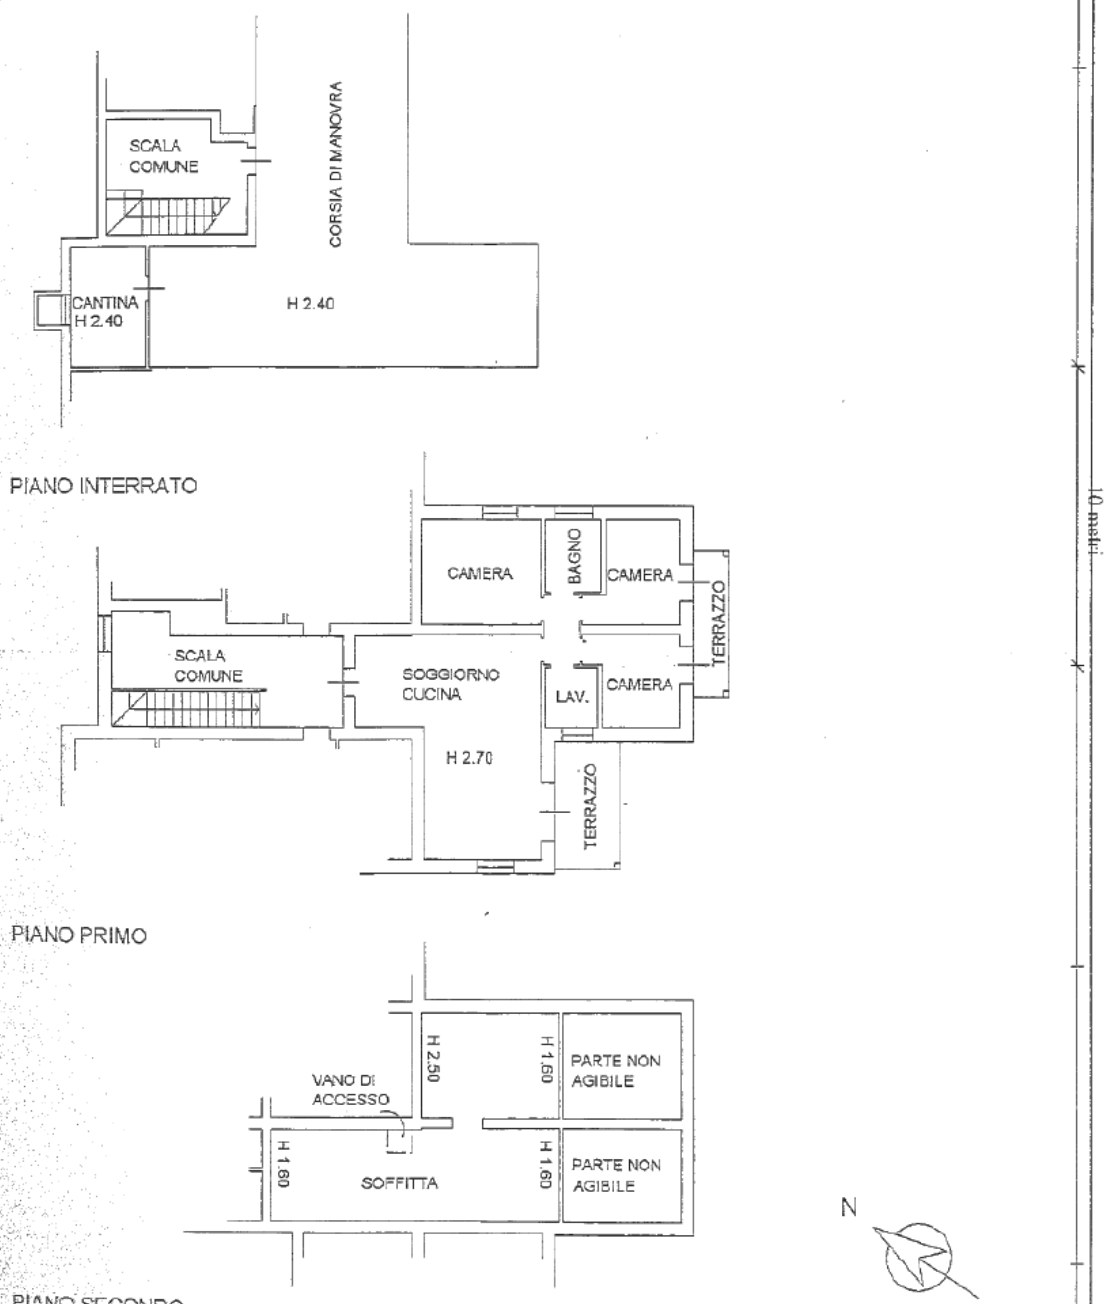 SCALA
COMUNE
CORSIA DI MANOVRA
CANTINA
H 2.40
H 2.40
PIANO INTERRATO
10 metri
CAMERA
BAGNO
CAMERA
TERRAZZO
SCALA
COMUNE
SOGGIORNO
CUCINA
LAV.
CAMERA
H 2.70
TERRAZZO
PIANO PRIMO
H 2.50
H 1.60
PARTE NON
AGIBILE
VANO DI
ACCESSO
H 1.60
SOFFITTA
H 1.60
PARTE NON
AGIBILE
N
PIANO SECONDO